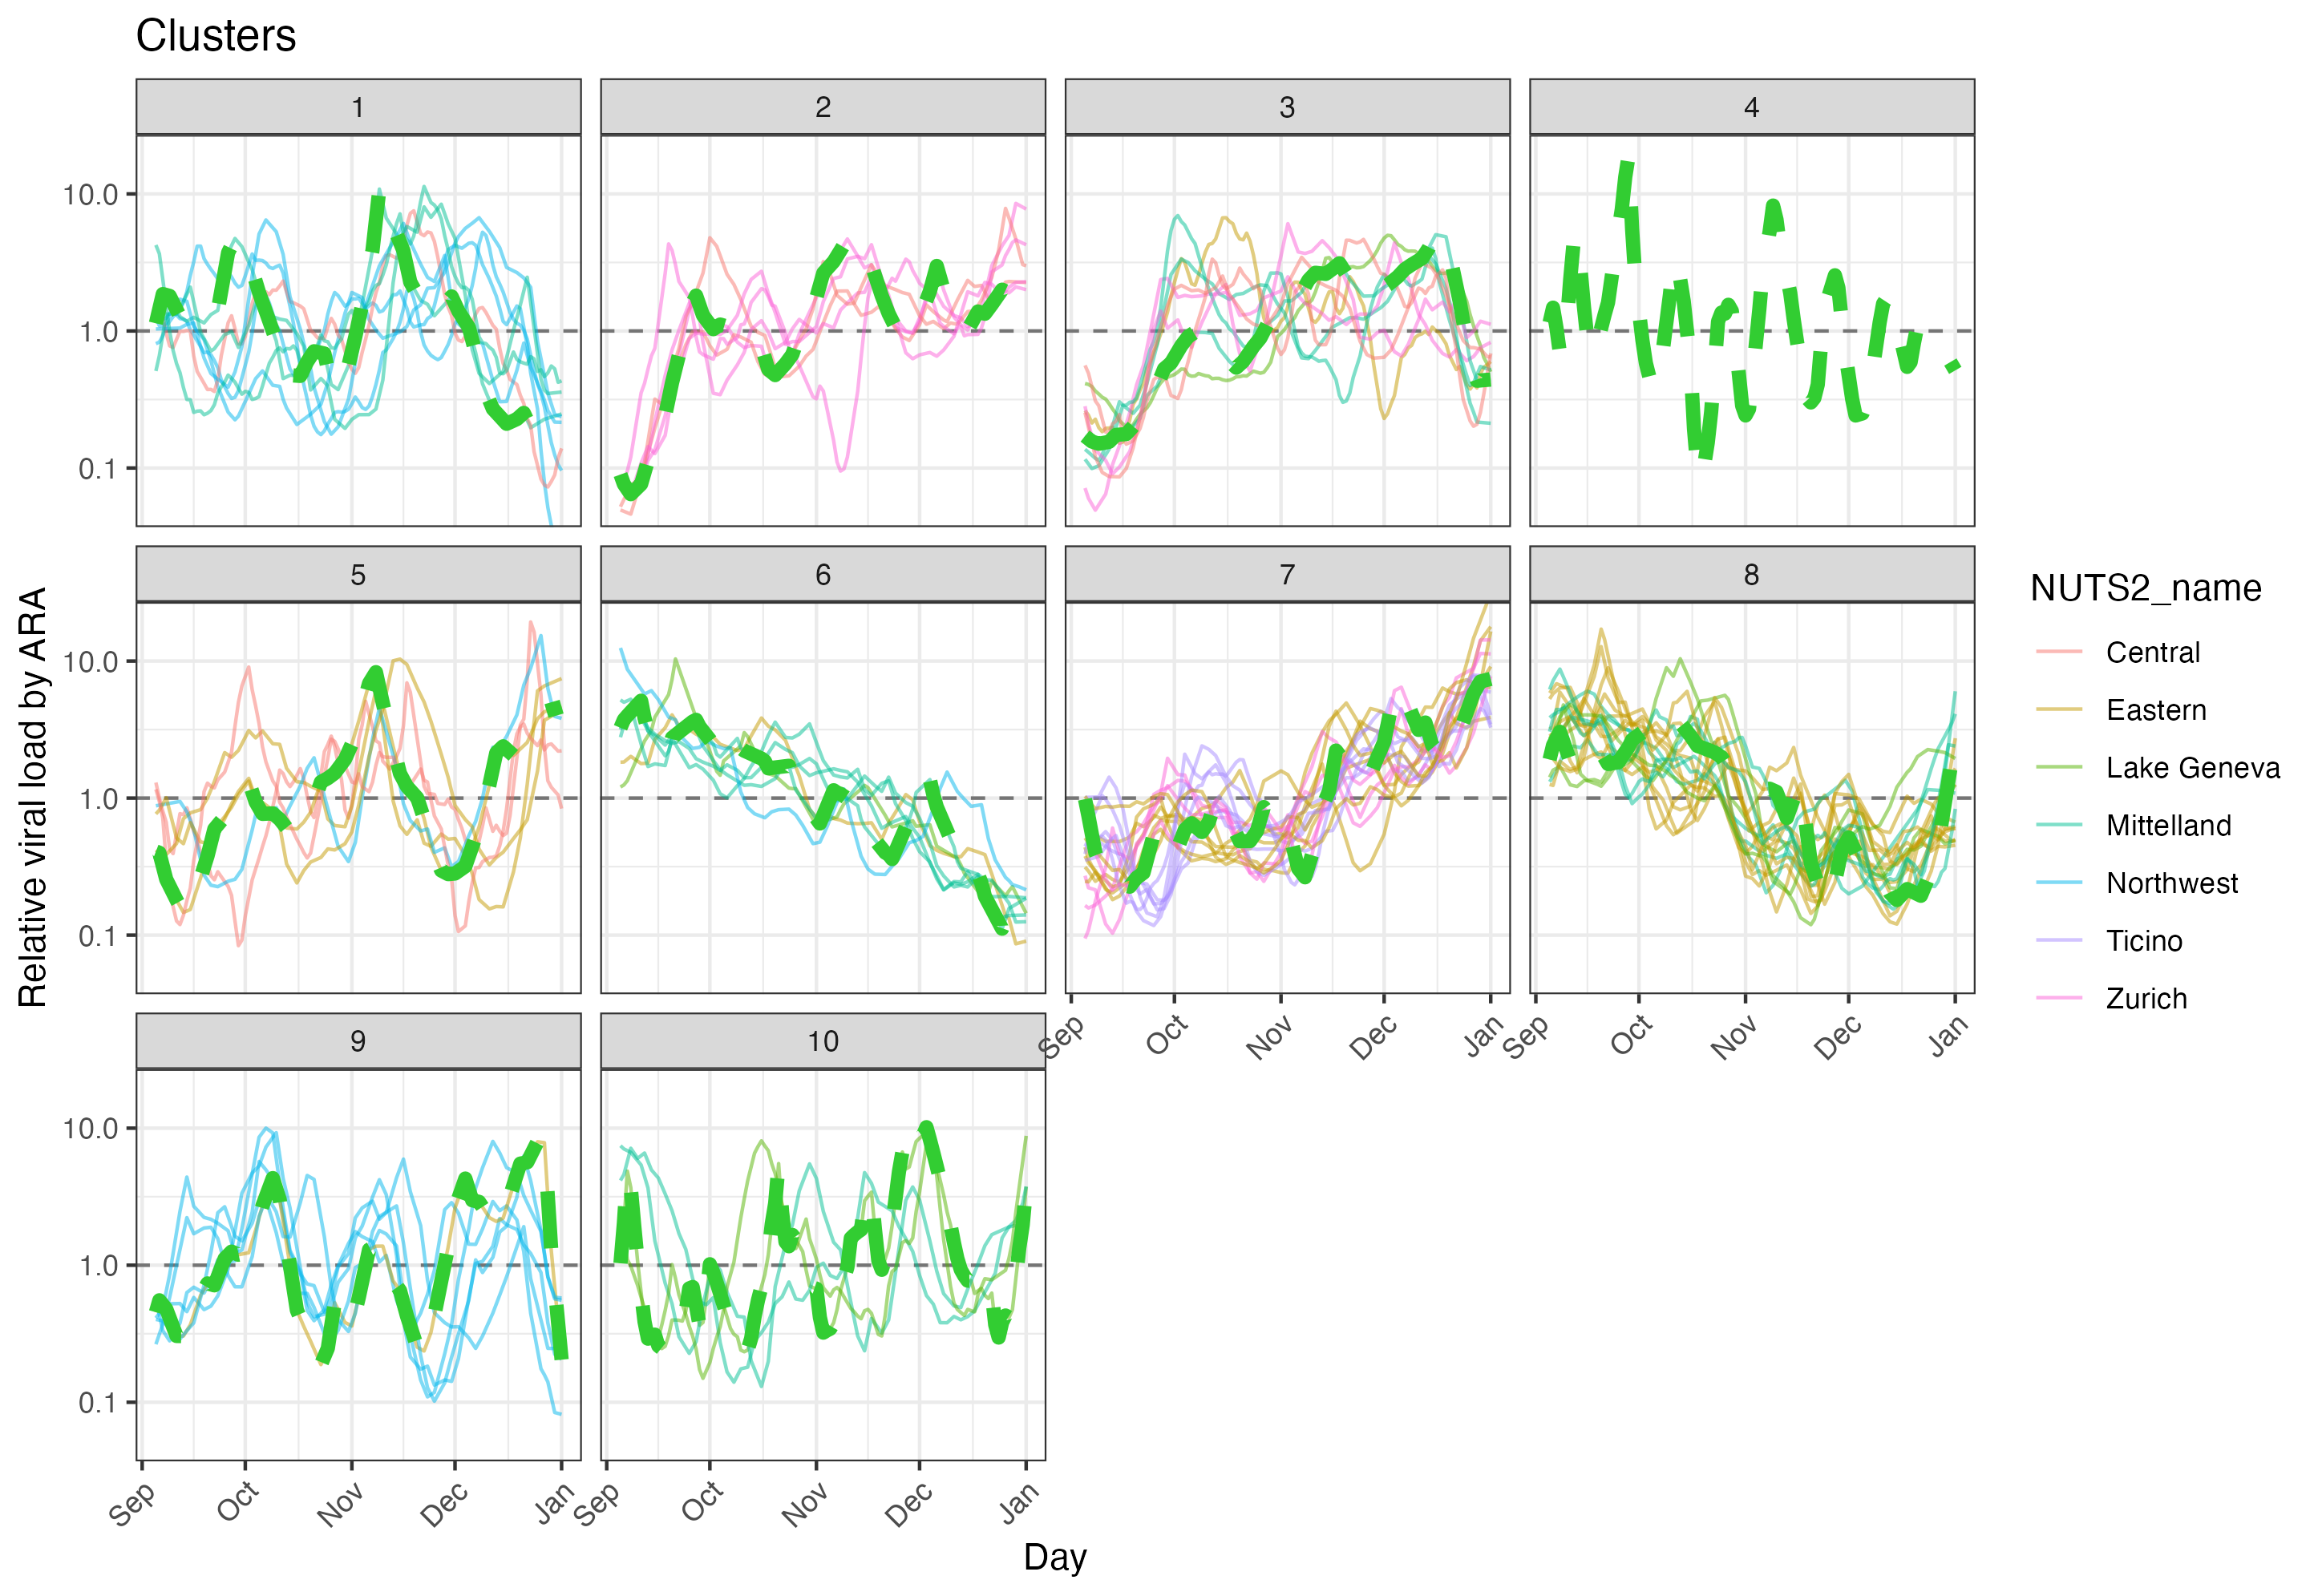 Clusters
1
2
3
4
10.0
1.0
0.1
5
6
7
8
10.0
1.0
0.1
Sep
Oct
Nov
Dec
Jan
Sep
Oct
Nov
Dec
Jan
9
10
10.0
1.0
0.1
Sep
Oct
Nov
Dec
Jan
Sep
Oct
Nov
Dec
Jan
Day
Relative viral load by ARA
NUTS2_name
Central
Eastern
Lake Geneva
Mittelland
Northwest
Ticino
Zurich